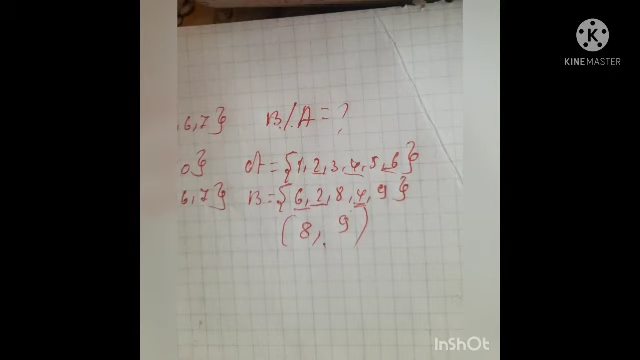 K
KINEMASTER
,6,7} B/A=?
0} A={1,2,3,4,5,6}
6,7} B={6,2,8,4,9}
(8, 9)
InShOt